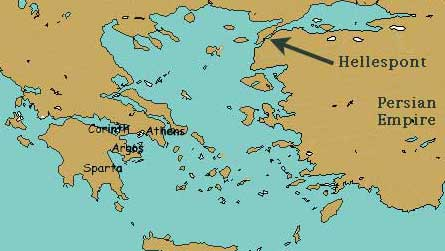 Hellespont
Persian
Empire
Corinth
Athens
Argos
Sparta